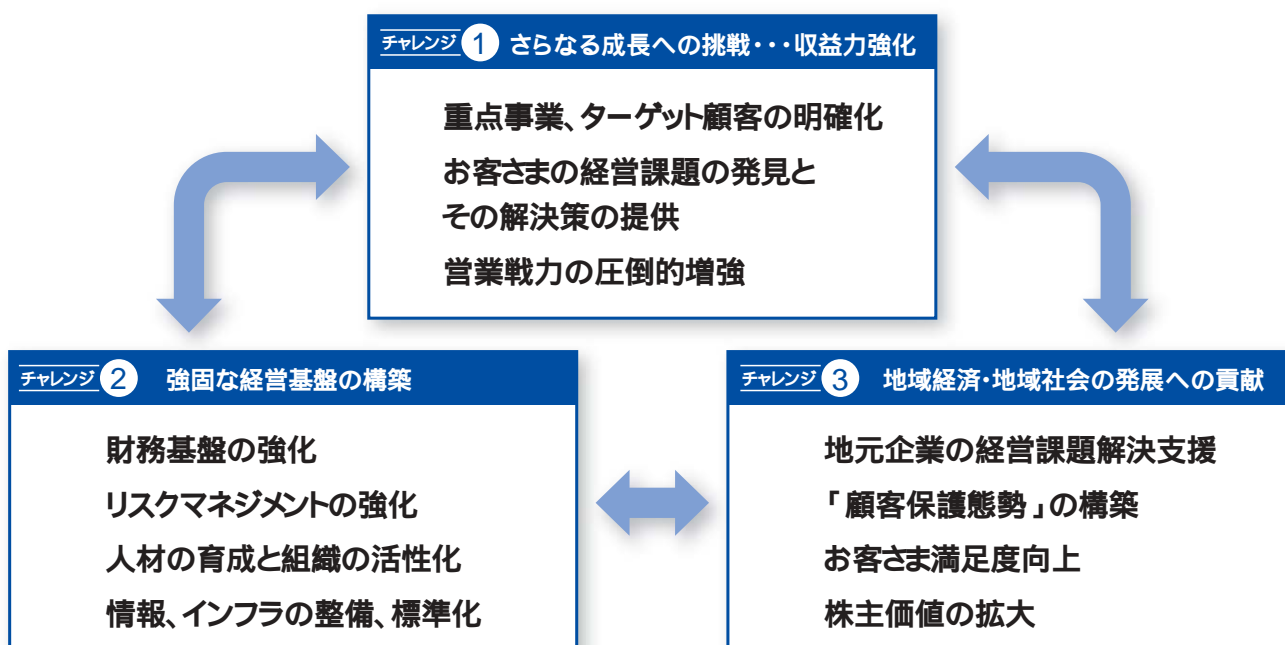 チャレンジ 1 さらなる成長への挑戦・・・収益力強化
重点事業、ターゲット顧客の明確化
お客さまの経営課題の発見と
その解決策の提供
営業戦力の圧倒的増強
チャレンジ 2 強固な経営基盤の構築
財務基盤の強化
リスクマネジメントの強化
人材の育成と組織の活性化
情報、インフラの整備、標準化
チャレンジ 3 地域経済・地域社会の発展への貢献
地元企業の経営課題解決支援
「顧客保護態勢」の構築
お客さま満足度向上
株主価値の拡大